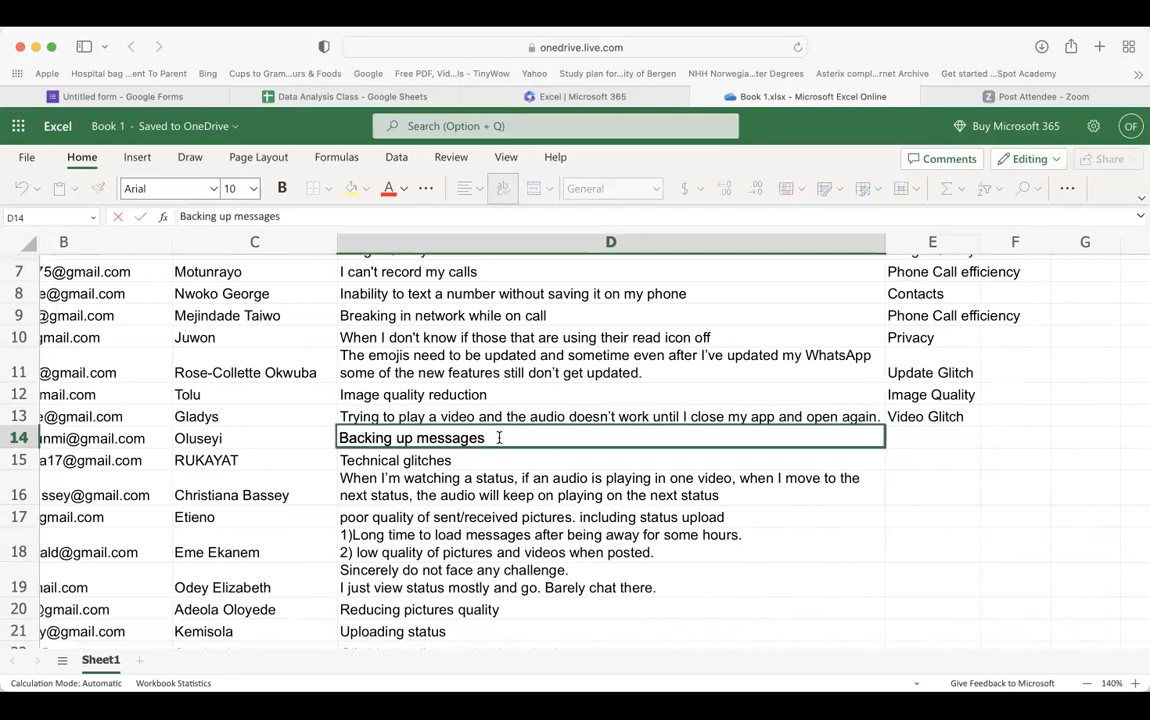 onedrive.live.com
Apple Hospital bag ...ent To Parent Bing Cups to Gram...urs & Foods Google Free PDF, Vid...ls - TinyWow Yahoo Study plan for...ity of Bergen NHH Norwegia...ter Degrees Asterix compl...rnet Archive Get started ...Spot Academy
Untitled form - Google Forms Data Analysis Class - Google Sheets Excel | Microsoft 365 Book 1.xlsx - Microsoft Excel Online Post Attendee - Zoom
Excel Book 1 - Saved to OneDrive Search (Option + Q) Buy Microsoft 365 OF
File Home Insert Draw Page Layout Formulas Data Review View Help Comments Editing Share
Arial 10 B A ab General $
D14 fx Backing up messages
B C D E F G
7 75@gmail.com Motunrayo I can't record my calls Phone Call efficiency
8 e@gmail.com Nwoko George Inability to text a number without saving it on my phone Contacts
9 @gmail.com Mejindade Taiwo Breaking in network while on call Phone Call efficiency
10 gmail.com Juwon When I don't know if those that are using their read icon off Privacy
The emojis need to be updated and sometime even after I've updated my WhatsApp
11 @gmail.com Rose-Collette Okwuba some of the new features still don't get updated. Update Glitch
12 mail.com Tolu Image quality reduction Image Quality
13 e@gmail.com Gladys Trying to play a video and the audio doesn't work until I close my app and open again. Video Glitch
14 unmi@gmail.com Oluseyi Backing up messages
15 a17@gmail.com RUKAYAT Technical glitches
When I'm watching a status, if an audio is playing in one video, when I move to the
16 ssey@gmail.com Christiana Bassey next status, the audio will keep on playing on the next status
17 gmail.com Etieno poor quality of sent/received pictures. including status upload
1)Long time to load messages after being away for some hours.
18 ald@gmail.com Eme Ekanem 2) low quality of pictures and videos when posted.
Sincerely do not face any challenge.
19 ail.com Odey Elizabeth I just view status mostly and go. Barely chat there.
20 @gmail.com Adeola Oloyede Reducing pictures quality
21 y@gmail.com Kemisola Uploading status
Sheet1
Calculation Mode: Automatic Workbook Statistics Give Feedback to Microsoft 140%